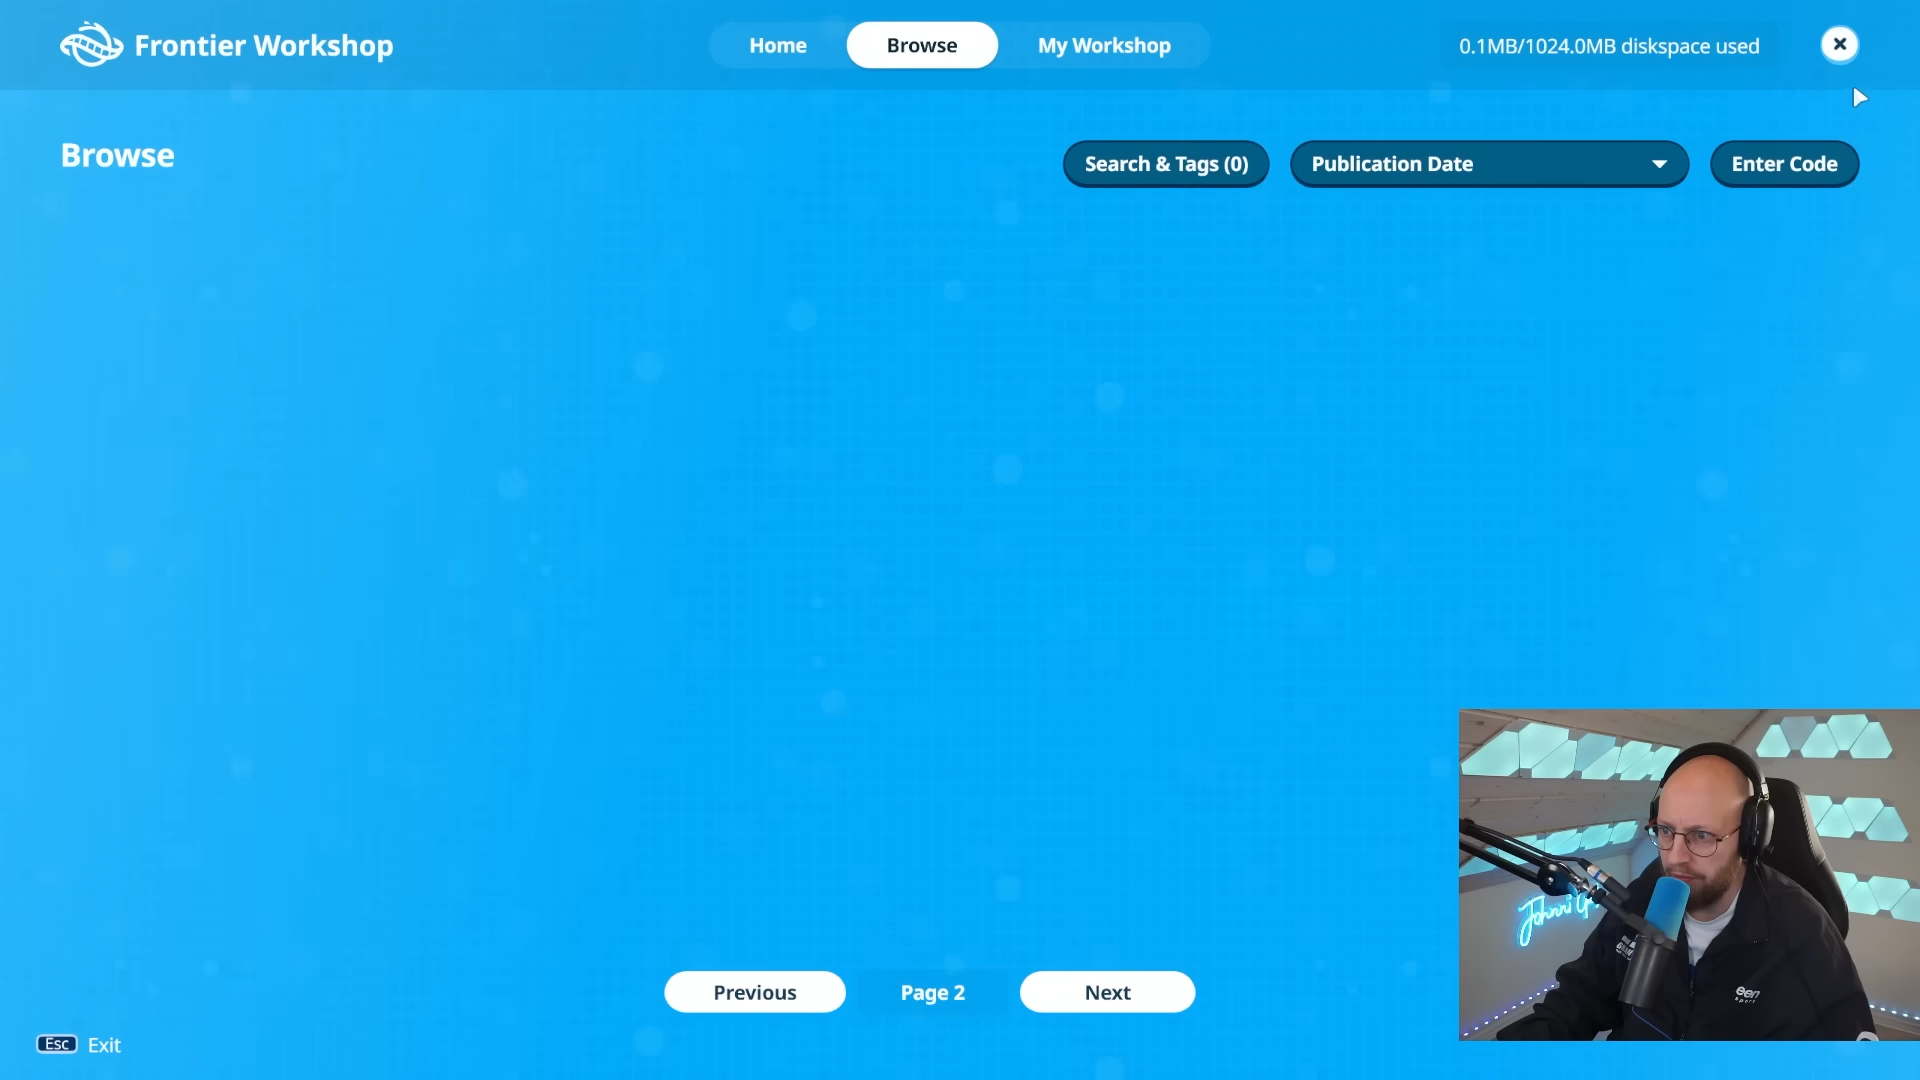 Frontier Workshop
Home
Browse
My Workshop
0.1MB/1024.0MB diskspace used
Browse
Search & Tags (0)
Publication Date
Enter Code
Previous
Page 2
Next
Esc Exit